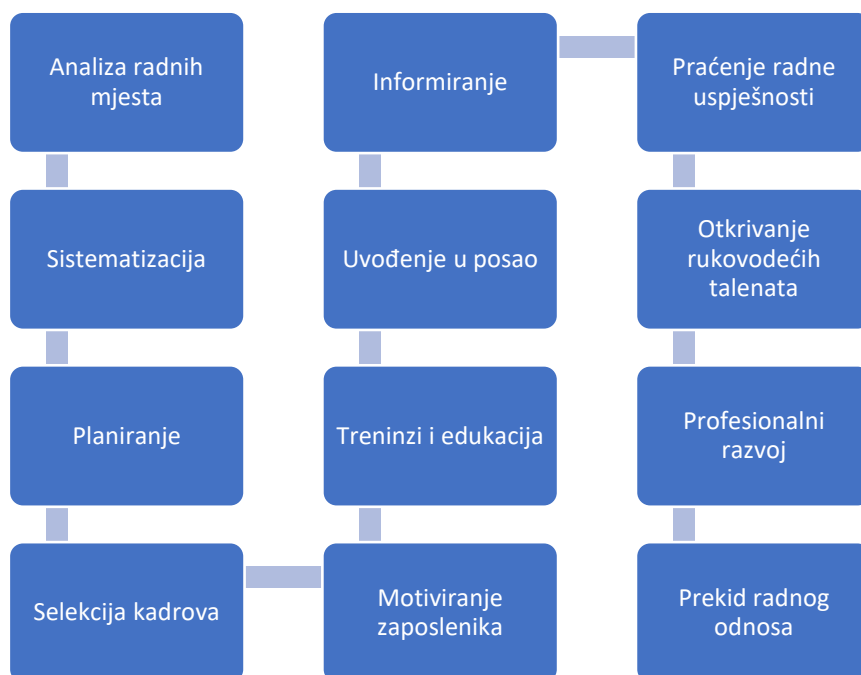 Analiza radnih
mjesta
Sistematizacija
Planiranje
Selekcija kadrova
Motiviranje
zaposlenika
Treninzi i edukacija
Uvođenje u posao
Informiranje
Praćenje radne
uspješnosti
Otkrivanje
rukovodećih
talenata
Profesionalni
razvoj
Prekid radnog
odnosa